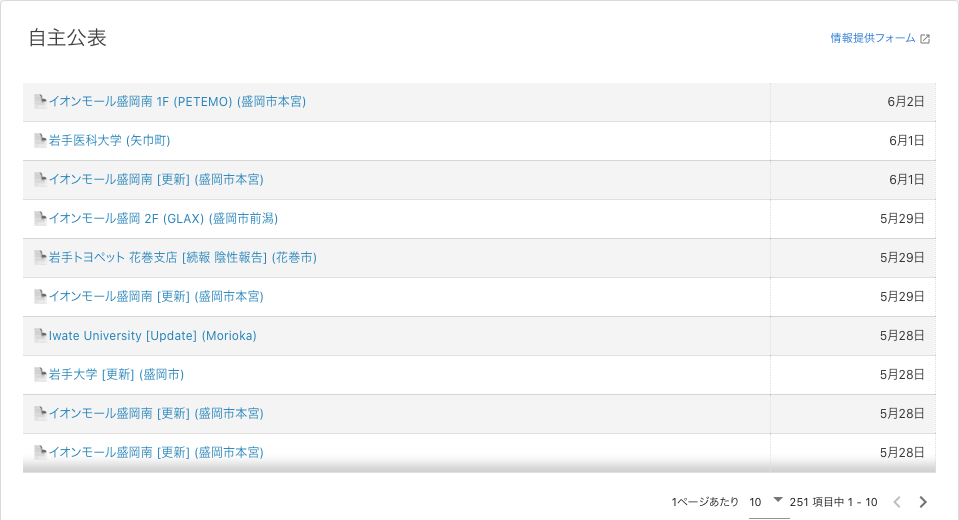 自主公表
情報提供フォーム
イオンモール盛岡南 1F (PETEMO) (盛岡市本宮) 6月2日
岩手医科大学 (矢巾町) 6月1日
イオンモール盛岡南 [更新] (盛岡市本宮) 6月1日
イオンモール盛岡 2F (GLAX) (盛岡市前潟) 5月29日
岩手トヨペット 花巻支店 [続報 陰性報告] (花巻市) 5月29日
イオンモール盛岡南 [更新] (盛岡市本宮) 5月29日
Iwate University [Update] (Morioka) 5月28日
岩手大学 [更新] (盛岡市) 5月28日
イオンモール盛岡南 [更新] (盛岡市本宮) 5月28日
イオンモール盛岡南 [更新] (盛岡市本宮) 5月28日
1ページあたり 10 251 項目中 1 - 10